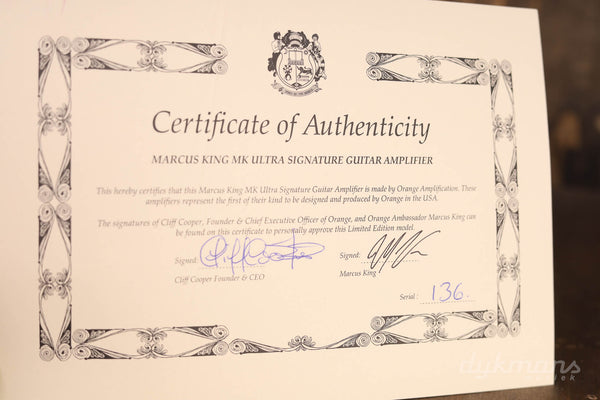 Certificate of Authenticity
MARCUS KING MK ULTRA SIGNATURE GUITAR AMPLIFIER
This hereby certifies that this Marcus King MK Ultra Signature Guitar Amplifier is made by Orange Amplification. These
amplifiers represent the first of their kind to be designed and produced by Orange in the USA.
The signatures of Cliff Cooper, Founder & Chief Executive Officer of Orange, and Orange Ambassador Marcus King can
be found on this certificate to personally approve this Limited Edition model.
Signed: Cliff Cooper
Signed:
Cliff Cooper Founder & CEO
Marcus King
Serial: 136
dykmans